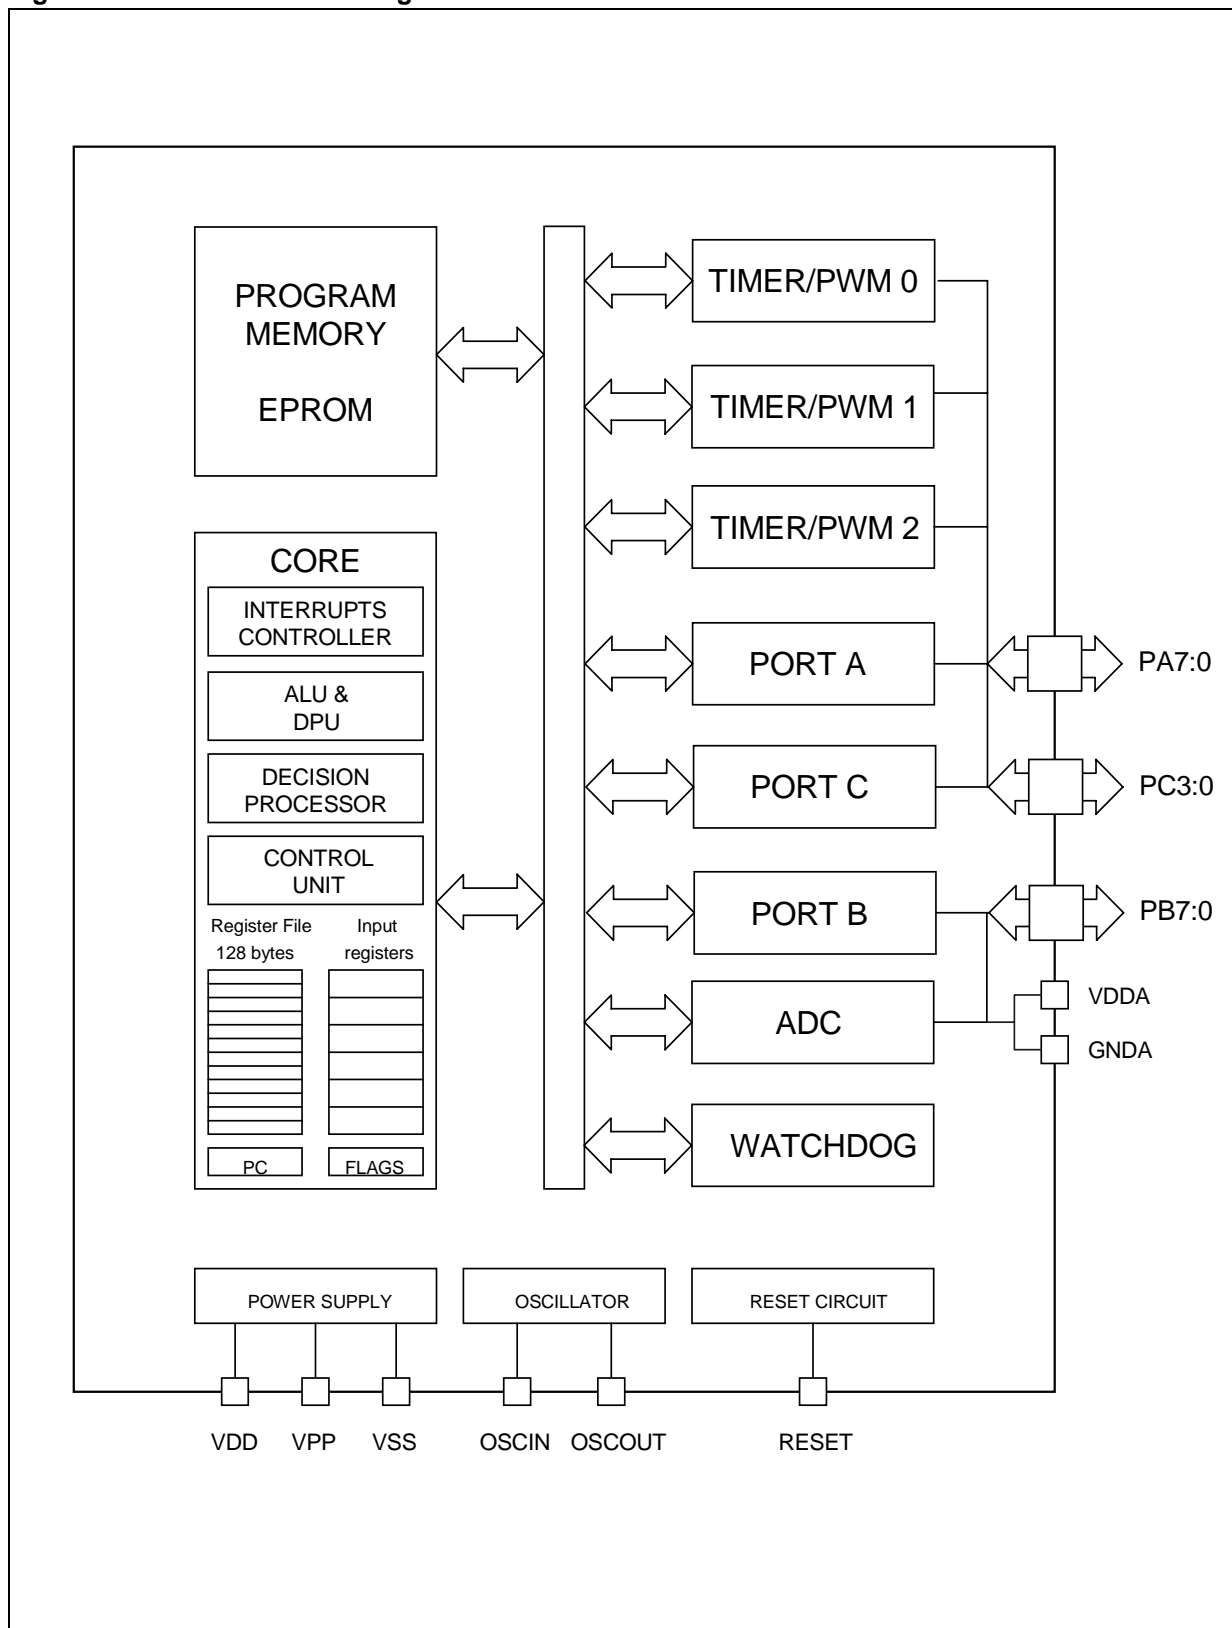 PROGRAM
MEMORY
EPROM
CORE
INTERRUPTS
CONTROLLER
ALU &
DPU
DECISION
PROCESSOR
CONTROL
UNIT
Register File
128 bytes
Input
registers
PC
FLAGS
TIMER/PWM 0
TIMER/PWM 1
TIMER/PWM 2
PORT A
PORT C
PORT B
ADC
WATCHDOG
PA7:0
PC3:0
PB7:0
VDDA
GNDA
POWER SUPPLY
OSCILLATOR
RESET CIRCUIT
VDD
VPP
VSS
OSCIN
OSCOUT
RESET